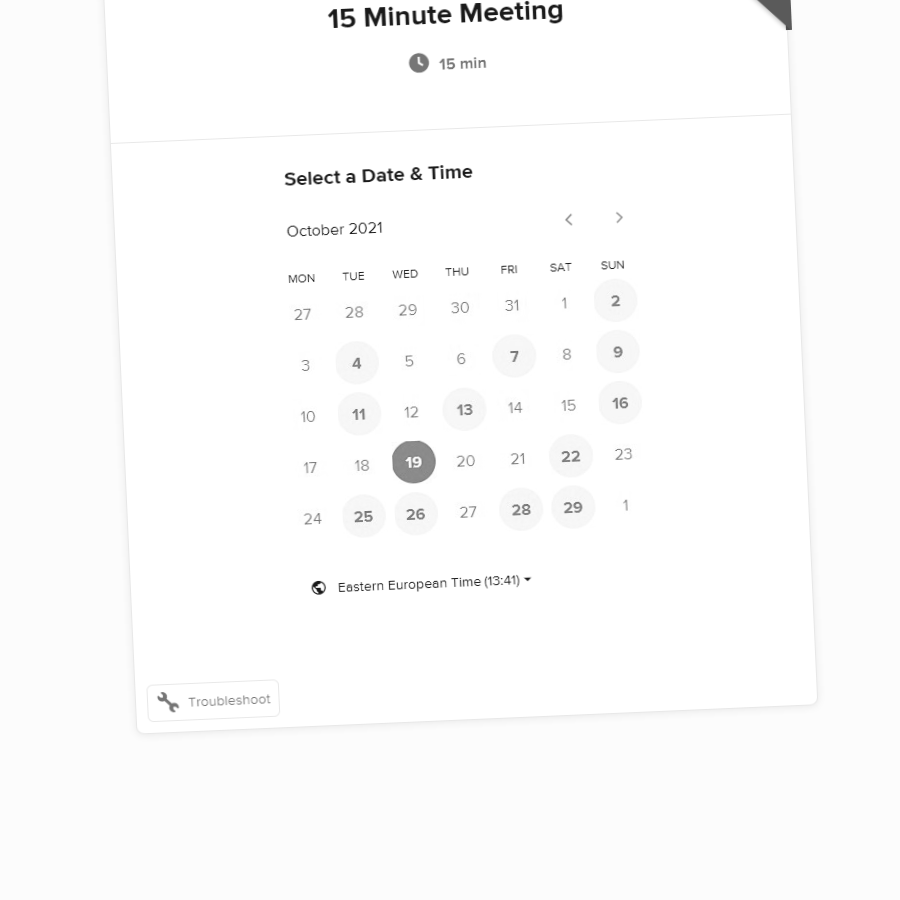 15 Minute Meeting
15 min
Select a Date & Time
October 2021
MON TUE WED THU FRI SAT SUN
27 28 29 30 31 1 2
3 4 5 6 7 8 9
10 11 12 13 14 15 16
17 18 19 20 21 22 23
24 25 26 27 28 29 1
Eastern European Time (13:41)
Troubleshoot